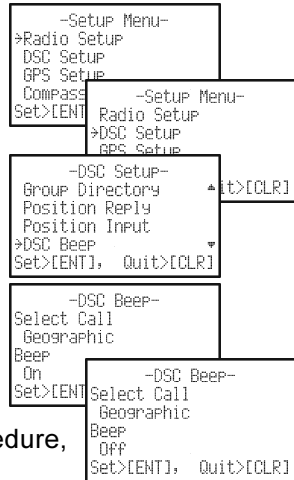 -Setup Menu-
→Radio Setup
DSC Setup
GPS Setup
Compass
Set>[ENT
-Setup Menu-
Radio Setup
→DSC Setup
GPS Setup
it>[CLR]
-DSC Setup-
Group Directory ▲
Position Reply
Position Input
→DSC Beep ▼
Set>[ENT], Quit>[CLR]
-DSC Beep-
Select Call
Geographic
Beep
On
Set>[ENT
-DSC Beep-
Select Call
Geographic
Beep
Off
Set>[ENT], Quit>[CLR]
edure,